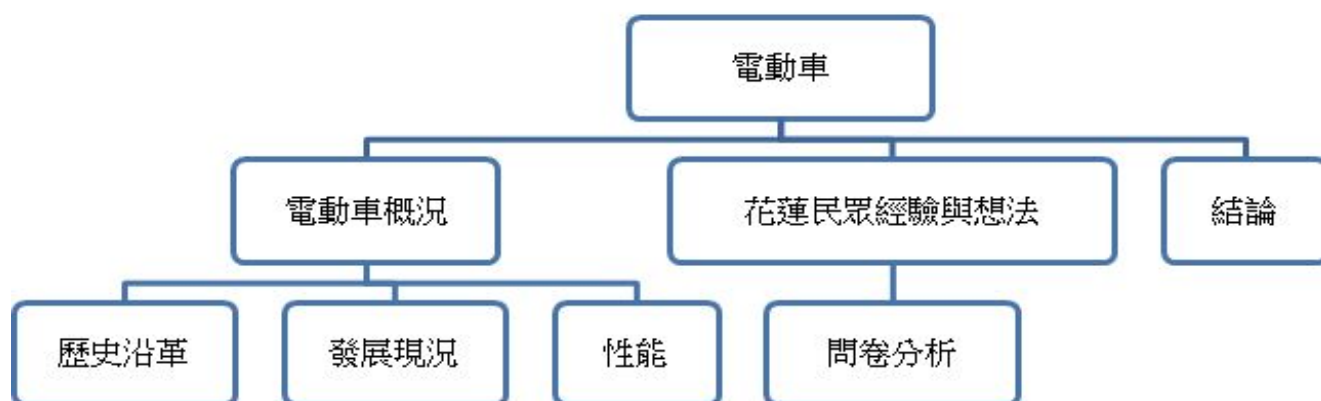 電動車
電動車概況
花蓮民眾經驗與想法
結論
歷史沿革
發展現況
性能
問卷分析